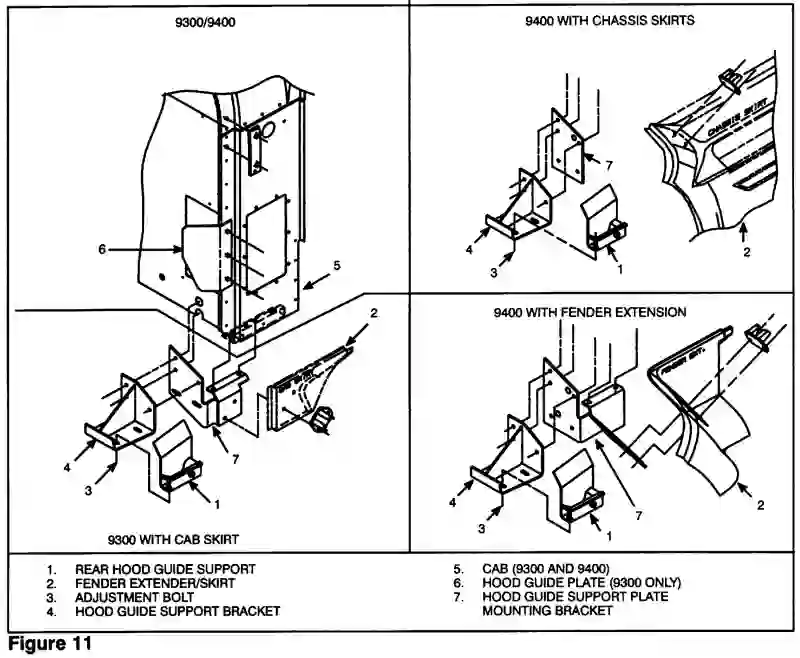 9300/9400
6
5
9400 WITH CHASSIS SKIRTS
CHASSIS SKIRT
7
4
3
1
2
2
4
3
7
1
9300 WITH CAB SKIRT
9400 WITH FENDER EXTENSION
FENDER EXT.
4
3
7
1
2
1. REAR HOOD GUIDE SUPPORT
2. FENDER EXTENDER/SKIRT
3. ADJUSTMENT BOLT
4. HOOD GUIDE SUPPORT BRACKET
5. CAB (9300 AND 9400)
6. HOOD GUIDE PLATE (9300 ONLY)
7. HOOD GUIDE SUPPORT PLATE
MOUNTING BRACKET
Figure 11